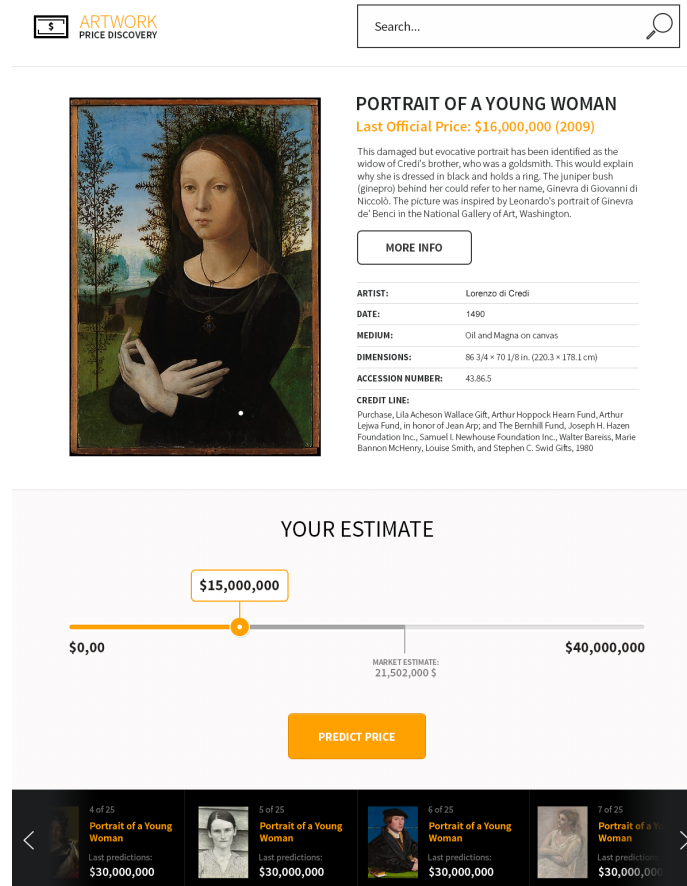 $
ARTWORK
PRICE DISCOVERY
Search...
PORTRAIT OF A YOUNG WOMAN
Last Official Price: $16,000,000 (2009)
This damaged but evocative portrait has been identified as the
widow of Credi's brother, who was a goldsmith. This would explain
why she is dressed in black and holds a ring. The juniper bush
(ginepro) behind her could refer to her name, Ginevra di Giovanni di
Niccolò. The picture was inspired by Leonardo's portrait of Ginevra
de' Benci in the National Gallery of Art, Washington.
MORE INFO
ARTIST: Lorenzo di Credi
DATE: 1490
MEDIUM: Oil and Magna on canvas
DIMENSIONS: 86 3/4 × 70 1/8 in. (220.3 × 178.1 cm)
ACCESSION NUMBER: 43.86.5
CREDIT LINE:
Purchase, Lila Acheson Wallace Gift, Arthur Hoppock Hearn Fund, Arthur
Lejwa Fund, in honor of Jean Arp; and The Bernhill Fund, Joseph H. Hazen
Foundation Inc., Samuel I. Newhouse Foundation Inc., Walter Bareiss, Marie
Bannon McHenry, Louise Smith, and Stephen C. Swid Gifts, 1980
YOUR ESTIMATE
$15,000,000
$0,00
$40,000,000
MARKET ESTIMATE:
21,502,000 $
PREDICT PRICE
4 of 25
Portrait of a Young
Woman
Last predictions:
$30,000,000
5 of 25
Portrait of a Young
Woman
Last predictions:
$30,000,000
6 of 25
Portrait of a Young
Woman
Last predictions:
$30,000,000
7 of 25
Portrait of a Yo
Woman
Last predictions:
$30,000,000